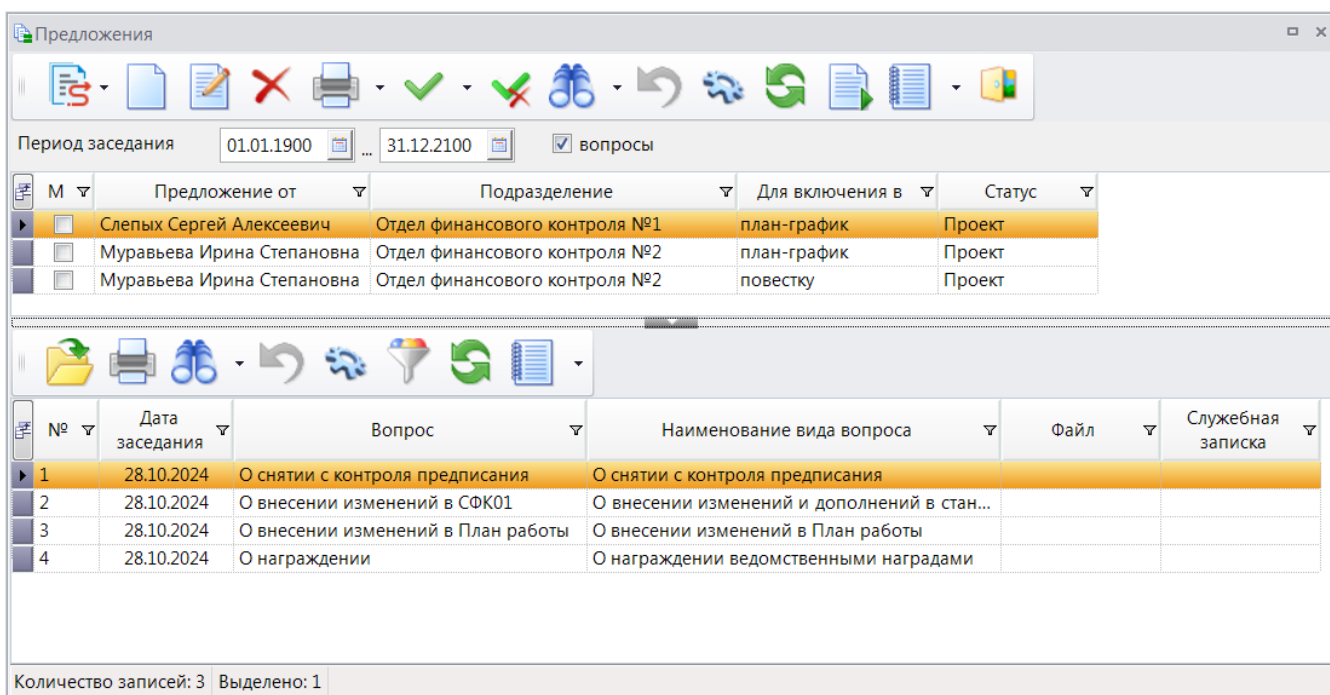 Предложения
Период заседания 01.01.1900 ... 31.12.2100 вопросы
М Предложение от Подразделение Для включения в Статус
Слепых Сергей Алексеевич Отдел финансового контроля №1 план-график Проект
Муравьева Ирина Степановна Отдел финансового контроля №2 план-график Проект
Муравьева Ирина Степановна Отдел финансового контроля №2 повестку Проект
№ Дата заседания Вопрос Наименование вида вопроса Файл Служебная записка
1 28.10.2024 О снятии с контроля предписания О снятии с контроля предписания
2 28.10.2024 О внесении изменений в СФК01 О внесении изменений и дополнений в стан...
3 28.10.2024 О внесении изменений в План работы О внесении изменений в План работы
4 28.10.2024 О награждении О награждении ведомственными наградами
Количество записей: 3 Выделено: 1